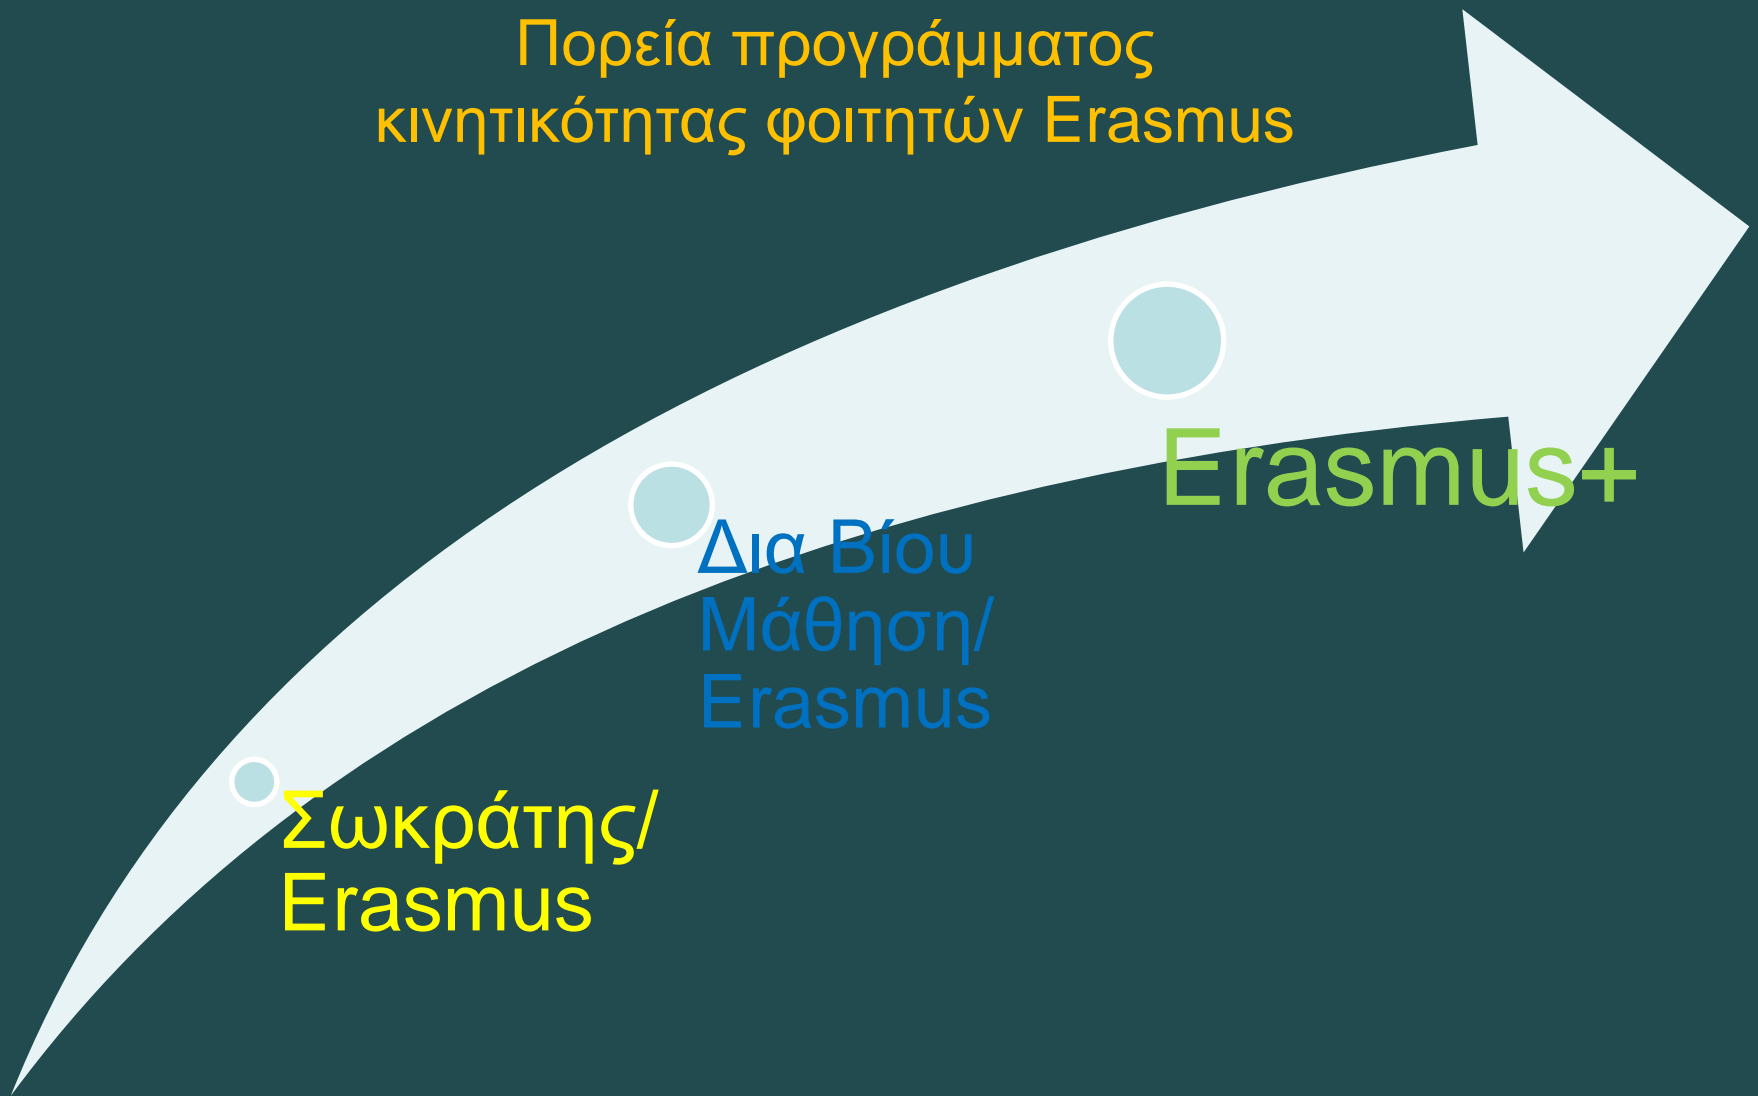 Πορεία προγράμματος
κινητικότητας φοιτητών Erasmus
Erasmus+
Δια Βίου
Μάθηση/
Erasmus
Σωκράτης/
Erasmus